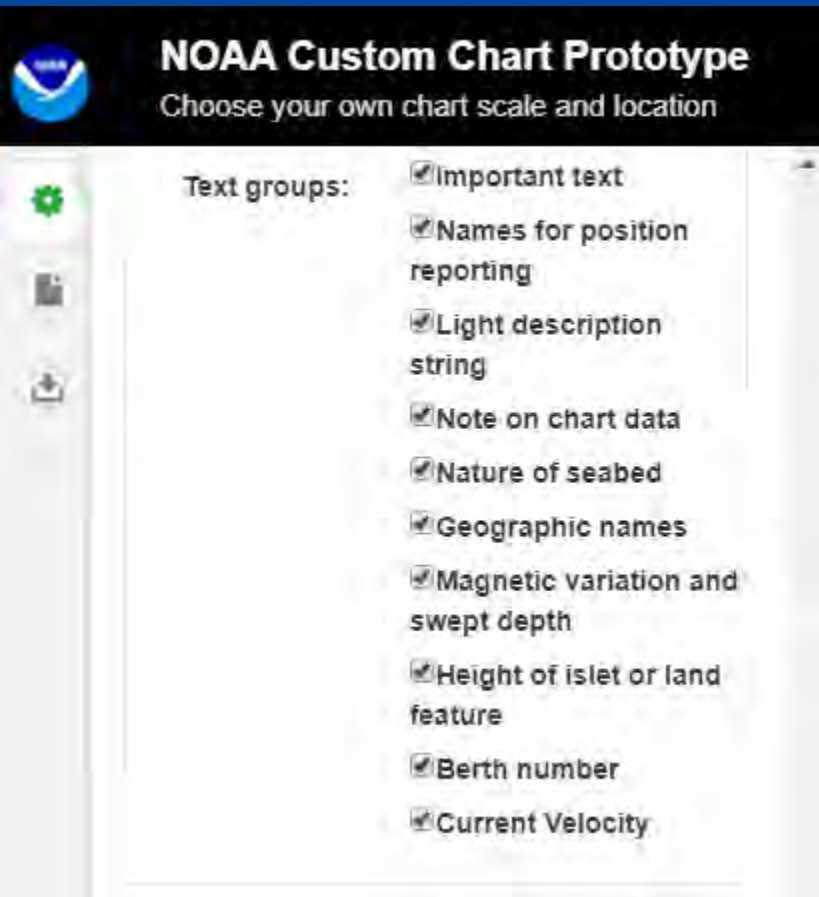 NOAA Custom Chart Prototype
Choose your own chart scale and location
Text groups:
Important text
Names for position
reporting
Light description
string
Note on chart data
Nature of seabed
Geographic names
Magnetic variation and
swept depth
Height of islet or land
feature
Berth number
Current Velocity